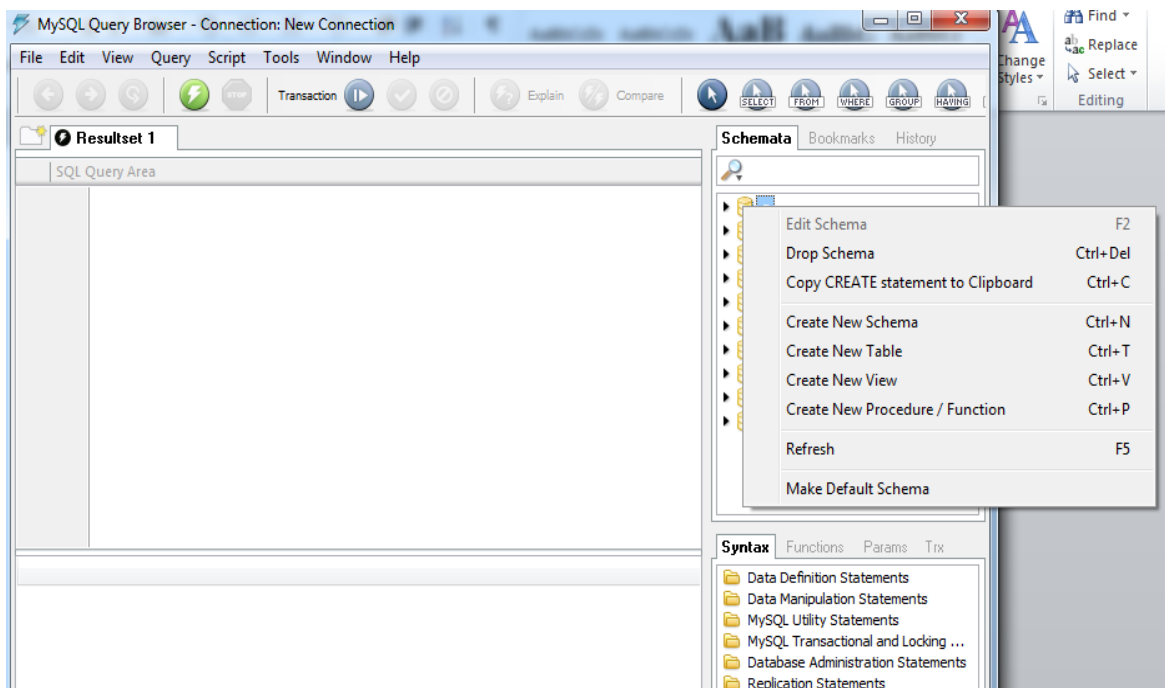 MySQL Query Browser - Connection: New Connection
File Edit View Query Script Tools Window Help
STOP Transaction Explain Compare SELECT FROM WHERE GROUP HAVING
Find
Replace
Change Styles
Select
Editing
Resultset 1
SQL Query Area
Schemata Bookmarks History
Edit Schema F2
Drop Schema Ctrl+Del
Copy CREATE statement to Clipboard Ctrl+C
Create New Schema Ctrl+N
Create New Table Ctrl+T
Create New View Ctrl+V
Create New Procedure / Function Ctrl+P
Refresh F5
Make Default Schema
Syntax Functions Params Trx
Data Definition Statements
Data Manipulation Statements
MySQL Utility Statements
MySQL Transactional and Locking ...
Database Administration Statements
Replication Statements